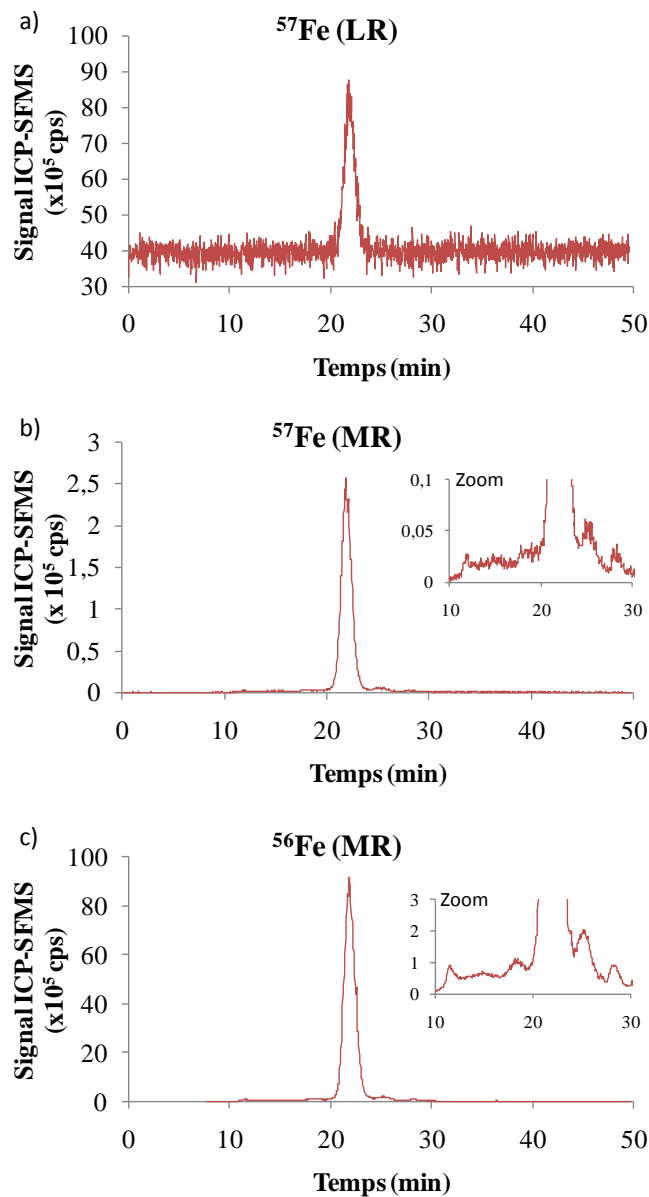 a)
⁵⁷Fe (LR)
Signal ICP-SFMS
(x10⁵ cps)
100
90
80
70
60
50
40
30
0 10 20 30 40 50
Temps (min)
b)
⁵⁷Fe (MR)
Signal ICP-SFMS
(x 10⁵ cps)
3
2,5
2
1,5
1
0,5
0
0 10 20 30 40 50
Temps (min)
Zoom
0,1
0,05
0
10 20 30
c)
⁵⁶Fe (MR)
Signal ICP-SFMS
(x10⁵ cps)
100
80
60
40
20
0
0 10 20 30 40 50
Temps (min)
Zoom
3
2
1
0
10 20 30